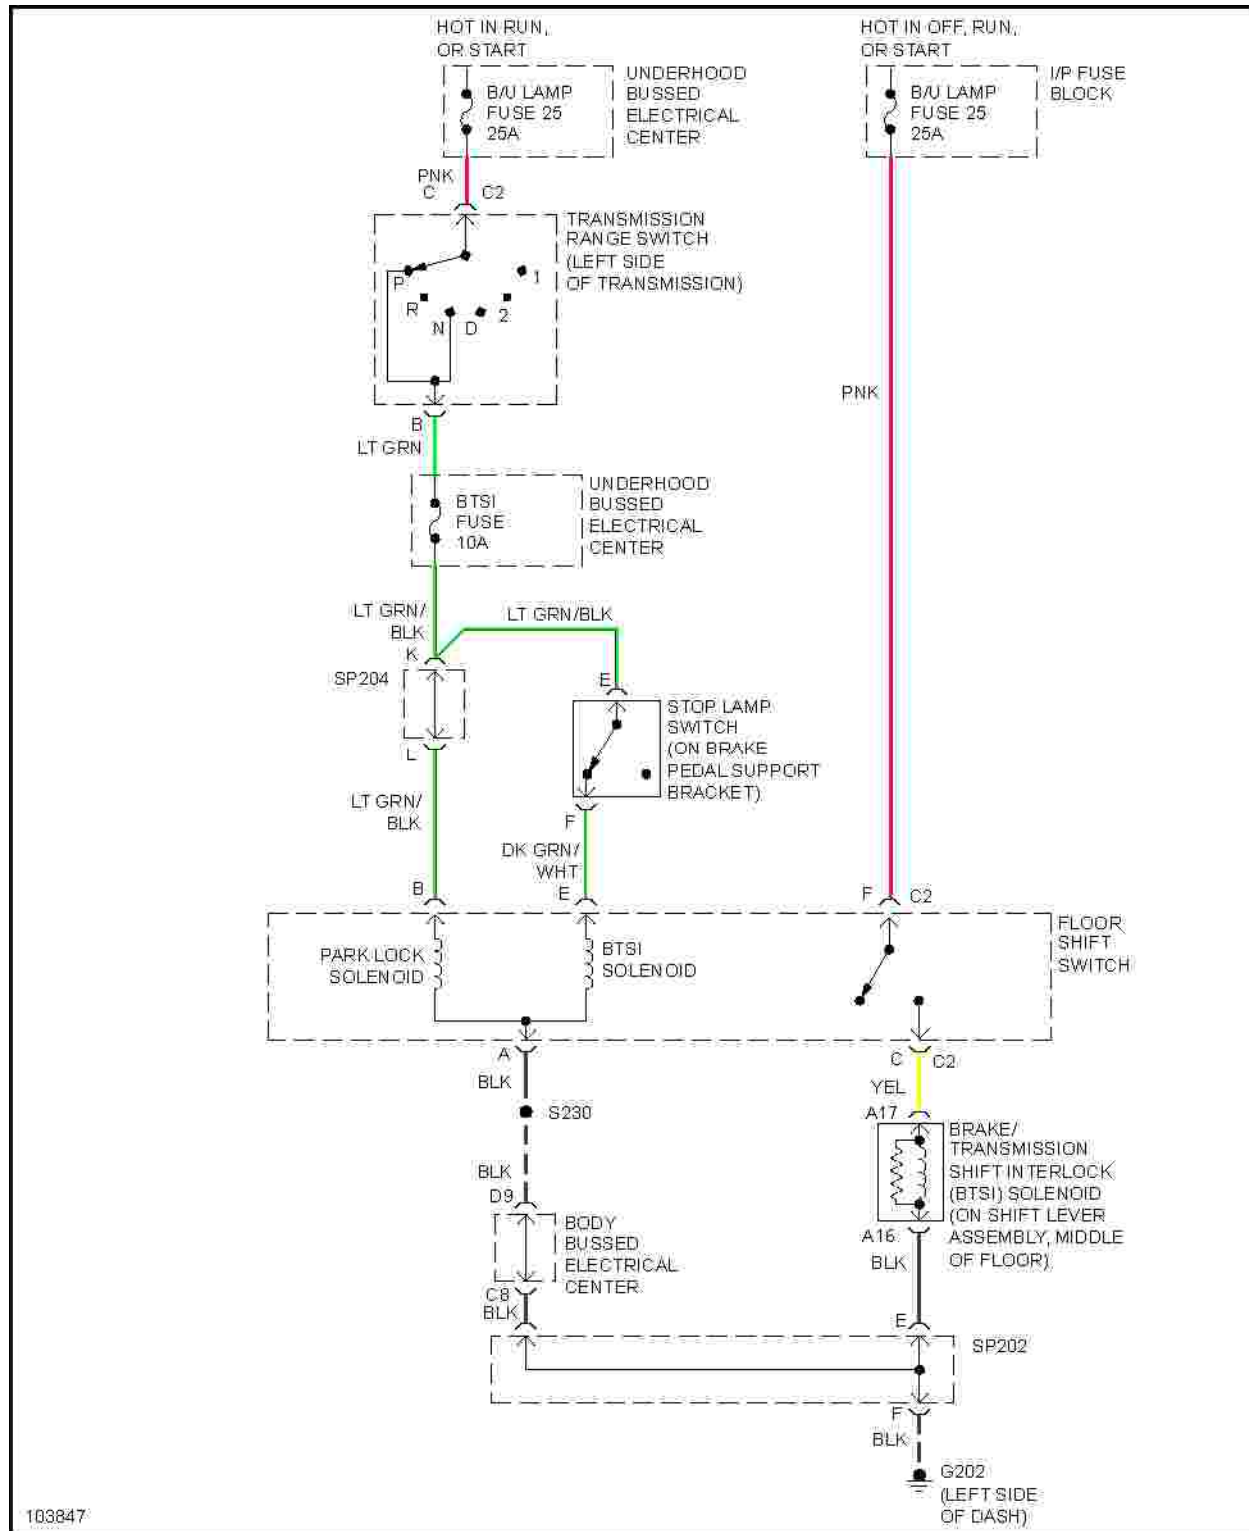 HOT IN RUN,
OR START
HOT IN OFF, RUN,
OR START
B/U LAMP
FUSE 25
25A
UNDERHOOD
BUSSED
ELECTRICAL
CENTER
B/U LAMP
FUSE 25
25A
I/P FUSE
BLOCK
PNK
C
C2
TRANSMISSION
RANGE SWITCH
(LEFT SIDE
OF TRANSMISSION)
P
1
R
2
N
D
PNK
B
LT GRN
BTSI
FUSE
10A
UNDERHOOD
BUSSED
ELECTRICAL
CENTER
LT GRN/
BLK
LT GRN/BLK
K
SP204
E
STOP LAMP
SWITCH
(ON BRAKE
PEDAL SUPPORT
BRACKET)
L
LT GRN/
BLK
F
DK GRN/
WHT
B
E
F
C2
PARK LOCK
SOLENOID
BTSI
SOLENOID
FLOOR
SHIFT
SWITCH
A
BLK
C
C2
YEL
S230
A17
BRAKE/
TRANSMISSION
SHIFT INTERLOCK
(BTSI) SOLENOID
(ON SHIFT LEVER
ASSEMBLY, MIDDLE
OF FLOOR)
BLK
D9
BODY
BUSSED
ELECTRICAL
CENTER
A16
BLK
C8
BLK
E
SP202
F
BLK
G202
(LEFT SIDE
OF DASH)
103847